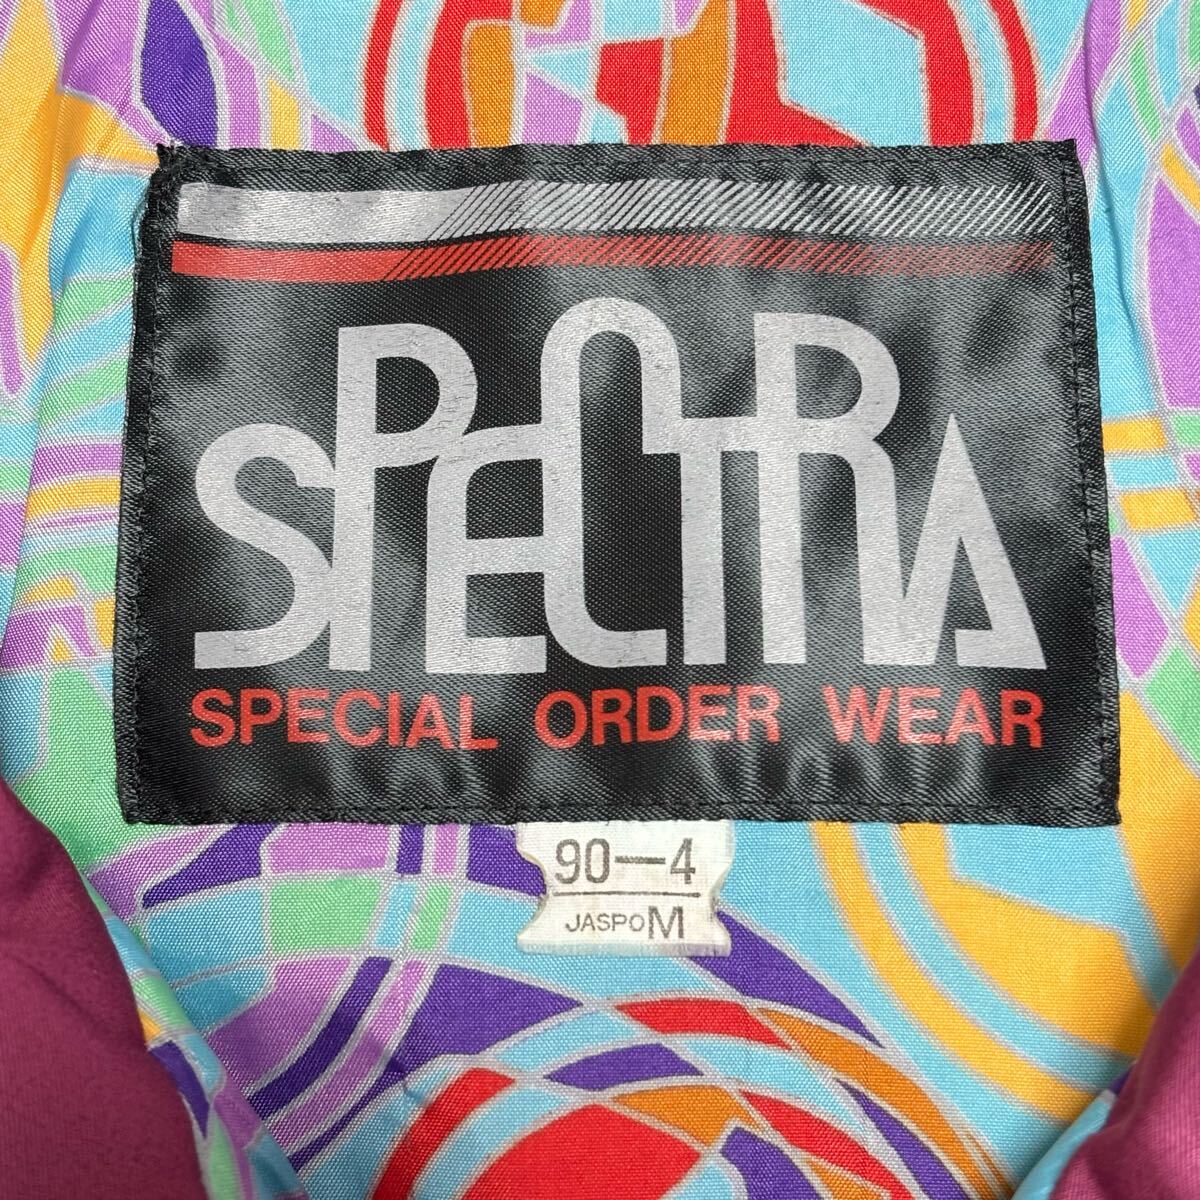 SPECTRA
SPECIAL ORDER WEAR
90—4
JASPO M